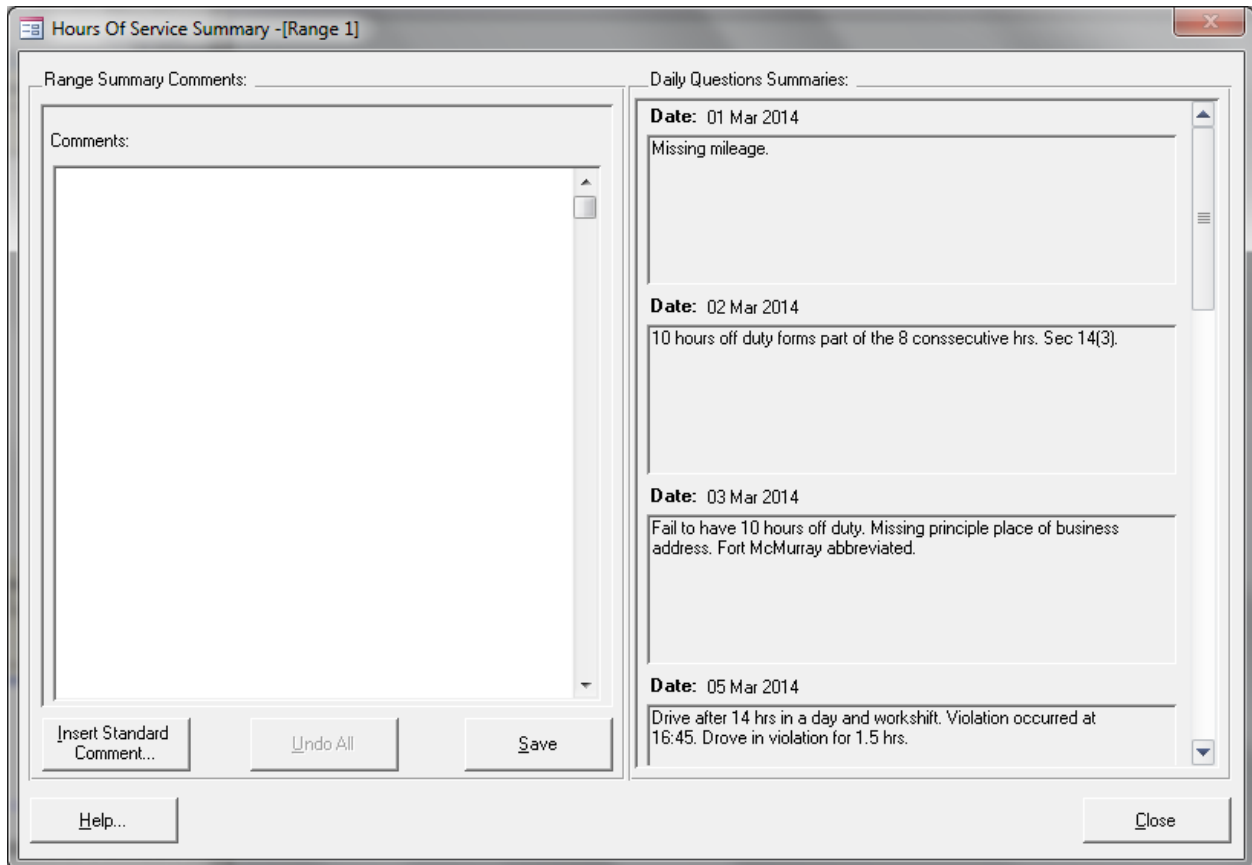 Hours Of Service Summary -[Range 1]
Range Summary Comments:
Comments:
Insert Standard
Comment...
Undo All
Save
Daily Questions Summaries:
Date: 01 Mar 2014
Missing mileage.
Date: 02 Mar 2014
10 hours off duty forms part of the 8 conssecutive hrs. Sec 14(3).
Date: 03 Mar 2014
Fail to have 10 hours off duty. Missing principle place of business
address. Fort McMurray abbreviated.
Date: 05 Mar 2014
Drive after 14 hrs in a day and workshift. Violation occurred at
16:45. Drove in violation for 1.5 hrs.
Help...
Close